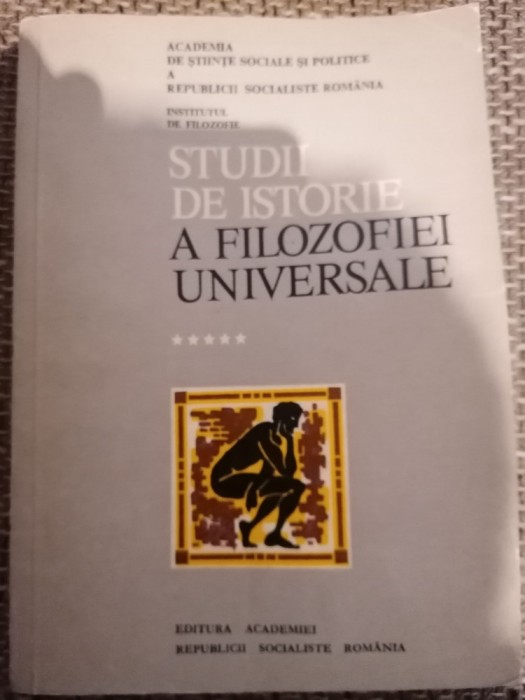 ACADEMIA
DE ȘTIINȚE SOCIALE ȘI POLITICE
A
REPUBLICII SOCIALISTE ROMÂNIA
INSTITUTUL
DE FILOZOFIE
STUDII
DE ISTORIE
A FILOZOFIEI
UNIVERSALE
★★★★★
EDITURA ACADEMIEI
REPUBLICII SOCIALISTE ROMÂNIA